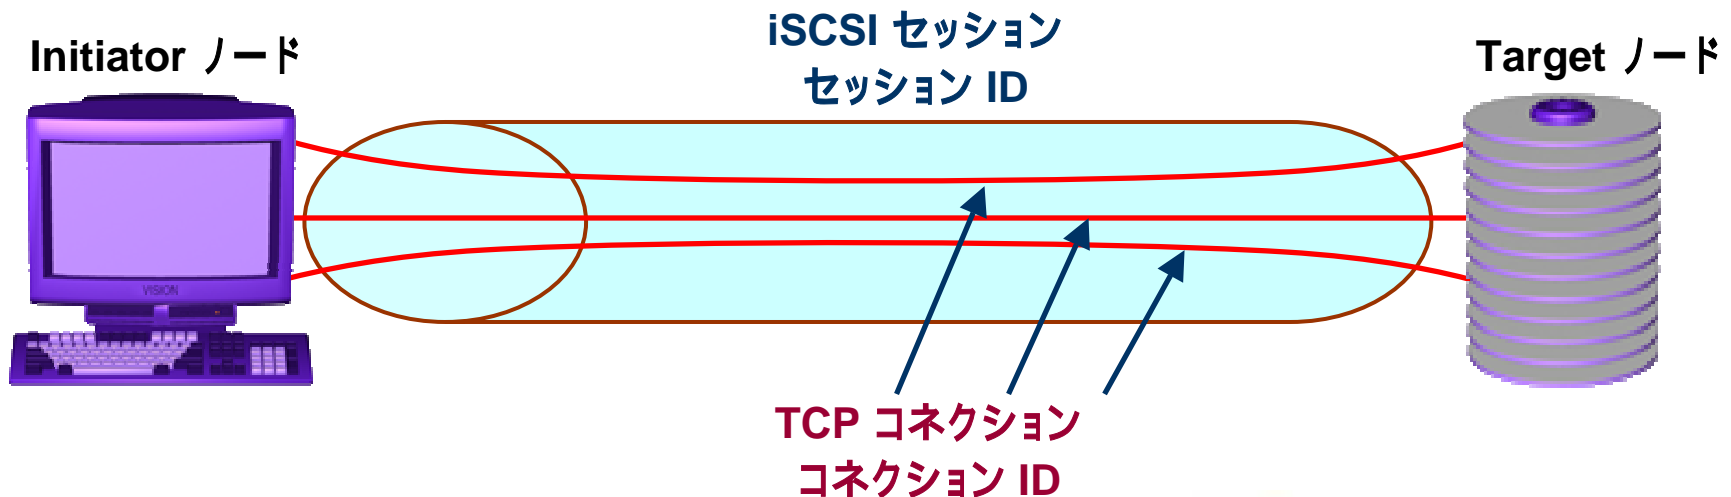 iSCSI セッション
セッション ID
Initiator ノード
Target ノード
VISION
TCP コネクション
コネクション ID